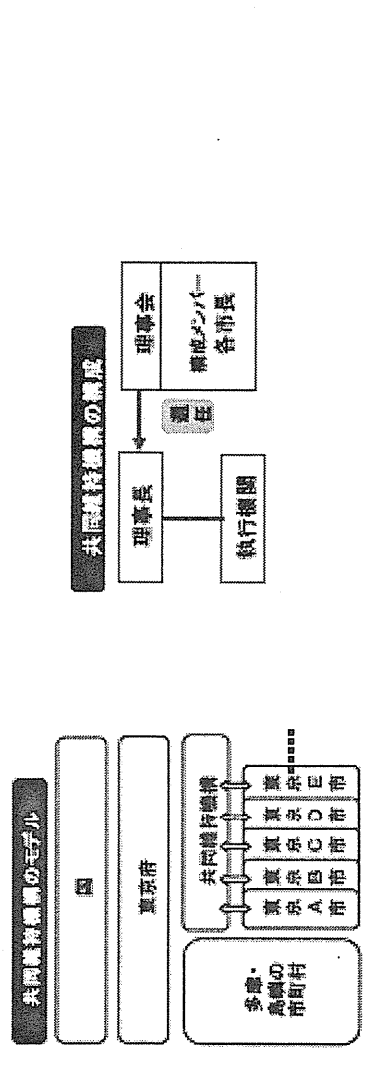 共同維持機構のモデル
国
東京府
多摩・
島嶼の
市町村
共同維持機構
東京A市
東京B市
東京C市
東京D市
東京E市
共同維持機構の構成
理事長
選任
理事会
構成メンバー
各市長
執行機関